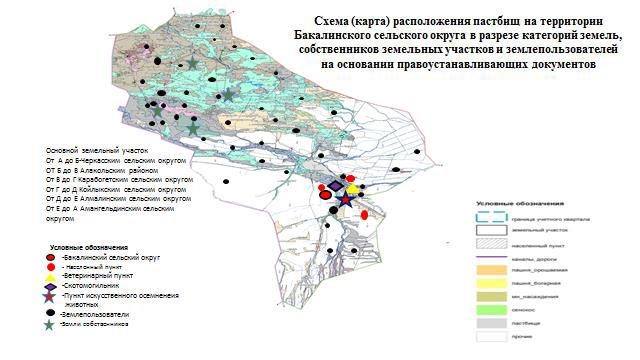 Схема (карта) расположения пастбищ на территории
Бакалинского сельского округа в разрезе категорий земель,
собственников земельных участков и землепользователей
на основании правоустанавливающих документов
Основной земельный участок
От А до Б-Черкасским сельским округом
ОТ Б до В Алакольским районом
От В до Г Карабогетским сельским округом
От Г до Д Койлыкским сельским округом
От Д до Е Алмалинским сельским округом
От Е до А Амангельдинским сельским
округом
Условные обозначения
-Бакалинский сельский округ
- Населенный пункт
-Ветеринарный пункт
-Скотомогильник
-Пункт искусственного осеменения
животных
-Землепользователи
-Земли собственников
Условные обозначения
граница учетного квартала
земельный участок
населенный пункт
каналы, дороги
пашня_орошаемая
пашня_богарная
мн_насаждения
сенокос
пастбище
прочие